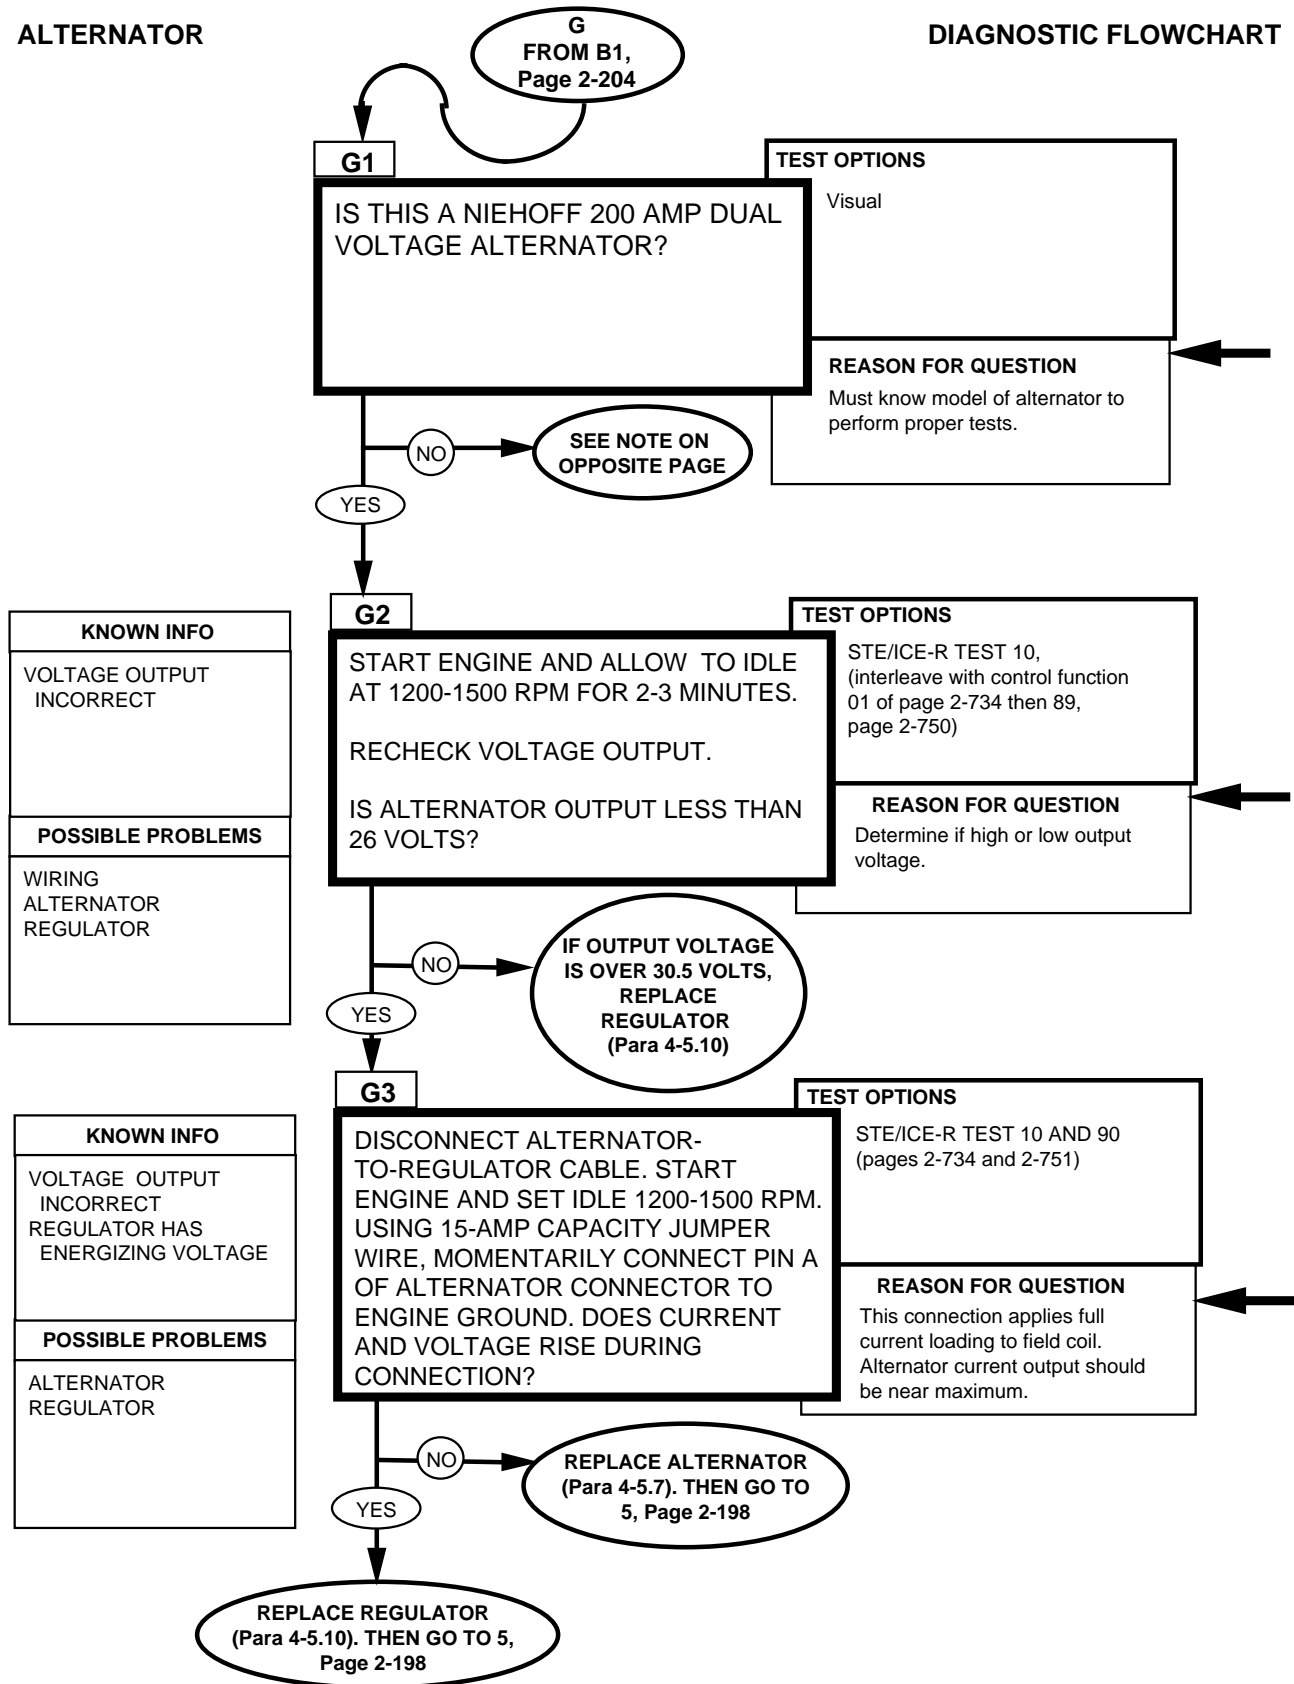 ALTERNATOR
DIAGNOSTIC FLOWCHART
G
FROM B1,
Page 2-204
G1
IS THIS A NIEHOFF 200 AMP DUAL
VOLTAGE ALTERNATOR?
TEST OPTIONS
Visual
REASON FOR QUESTION
Must know model of alternator to
perform proper tests.
NO
SEE NOTE ON
OPPOSITE PAGE
YES
KNOWN INFO
VOLTAGE OUTPUT
INCORRECT
POSSIBLE PROBLEMS
WIRING
ALTERNATOR
REGULATOR
G2
START ENGINE AND ALLOW TO IDLE
AT 1200-1500 RPM FOR 2-3 MINUTES.
RECHECK VOLTAGE OUTPUT.
IS ALTERNATOR OUTPUT LESS THAN
26 VOLTS?
TEST OPTIONS
STE/ICE-R TEST 10,
(interleave with control function
01 of page 2-734 then 89,
page 2-750)
REASON FOR QUESTION
Determine if high or low output
voltage.
NO
IF OUTPUT VOLTAGE
IS OVER 30.5 VOLTS,
REPLACE
REGULATOR
(Para 4-5.10)
YES
KNOWN INFO
VOLTAGE OUTPUT
INCORRECT
REGULATOR HAS
ENERGIZING VOLTAGE
POSSIBLE PROBLEMS
ALTERNATOR
REGULATOR
G3
DISCONNECT ALTERNATOR-
TO-REGULATOR CABLE. START
ENGINE AND SET IDLE 1200-1500 RPM.
USING 15-AMP CAPACITY JUMPER
WIRE, MOMENTARILY CONNECT PIN A
OF ALTERNATOR CONNECTOR TO
ENGINE GROUND. DOES CURRENT
AND VOLTAGE RISE DURING
CONNECTION?
TEST OPTIONS
STE/ICE-R TEST 10 AND 90
(pages 2-734 and 2-751)
REASON FOR QUESTION
This connection applies full
current loading to field coil.
Alternator current output should
be near maximum.
NO
REPLACE ALTERNATOR
(Para 4-5.7). THEN GO TO
5, Page 2-198
YES
REPLACE REGULATOR
(Para 4-5.10). THEN GO TO 5,
Page 2-198